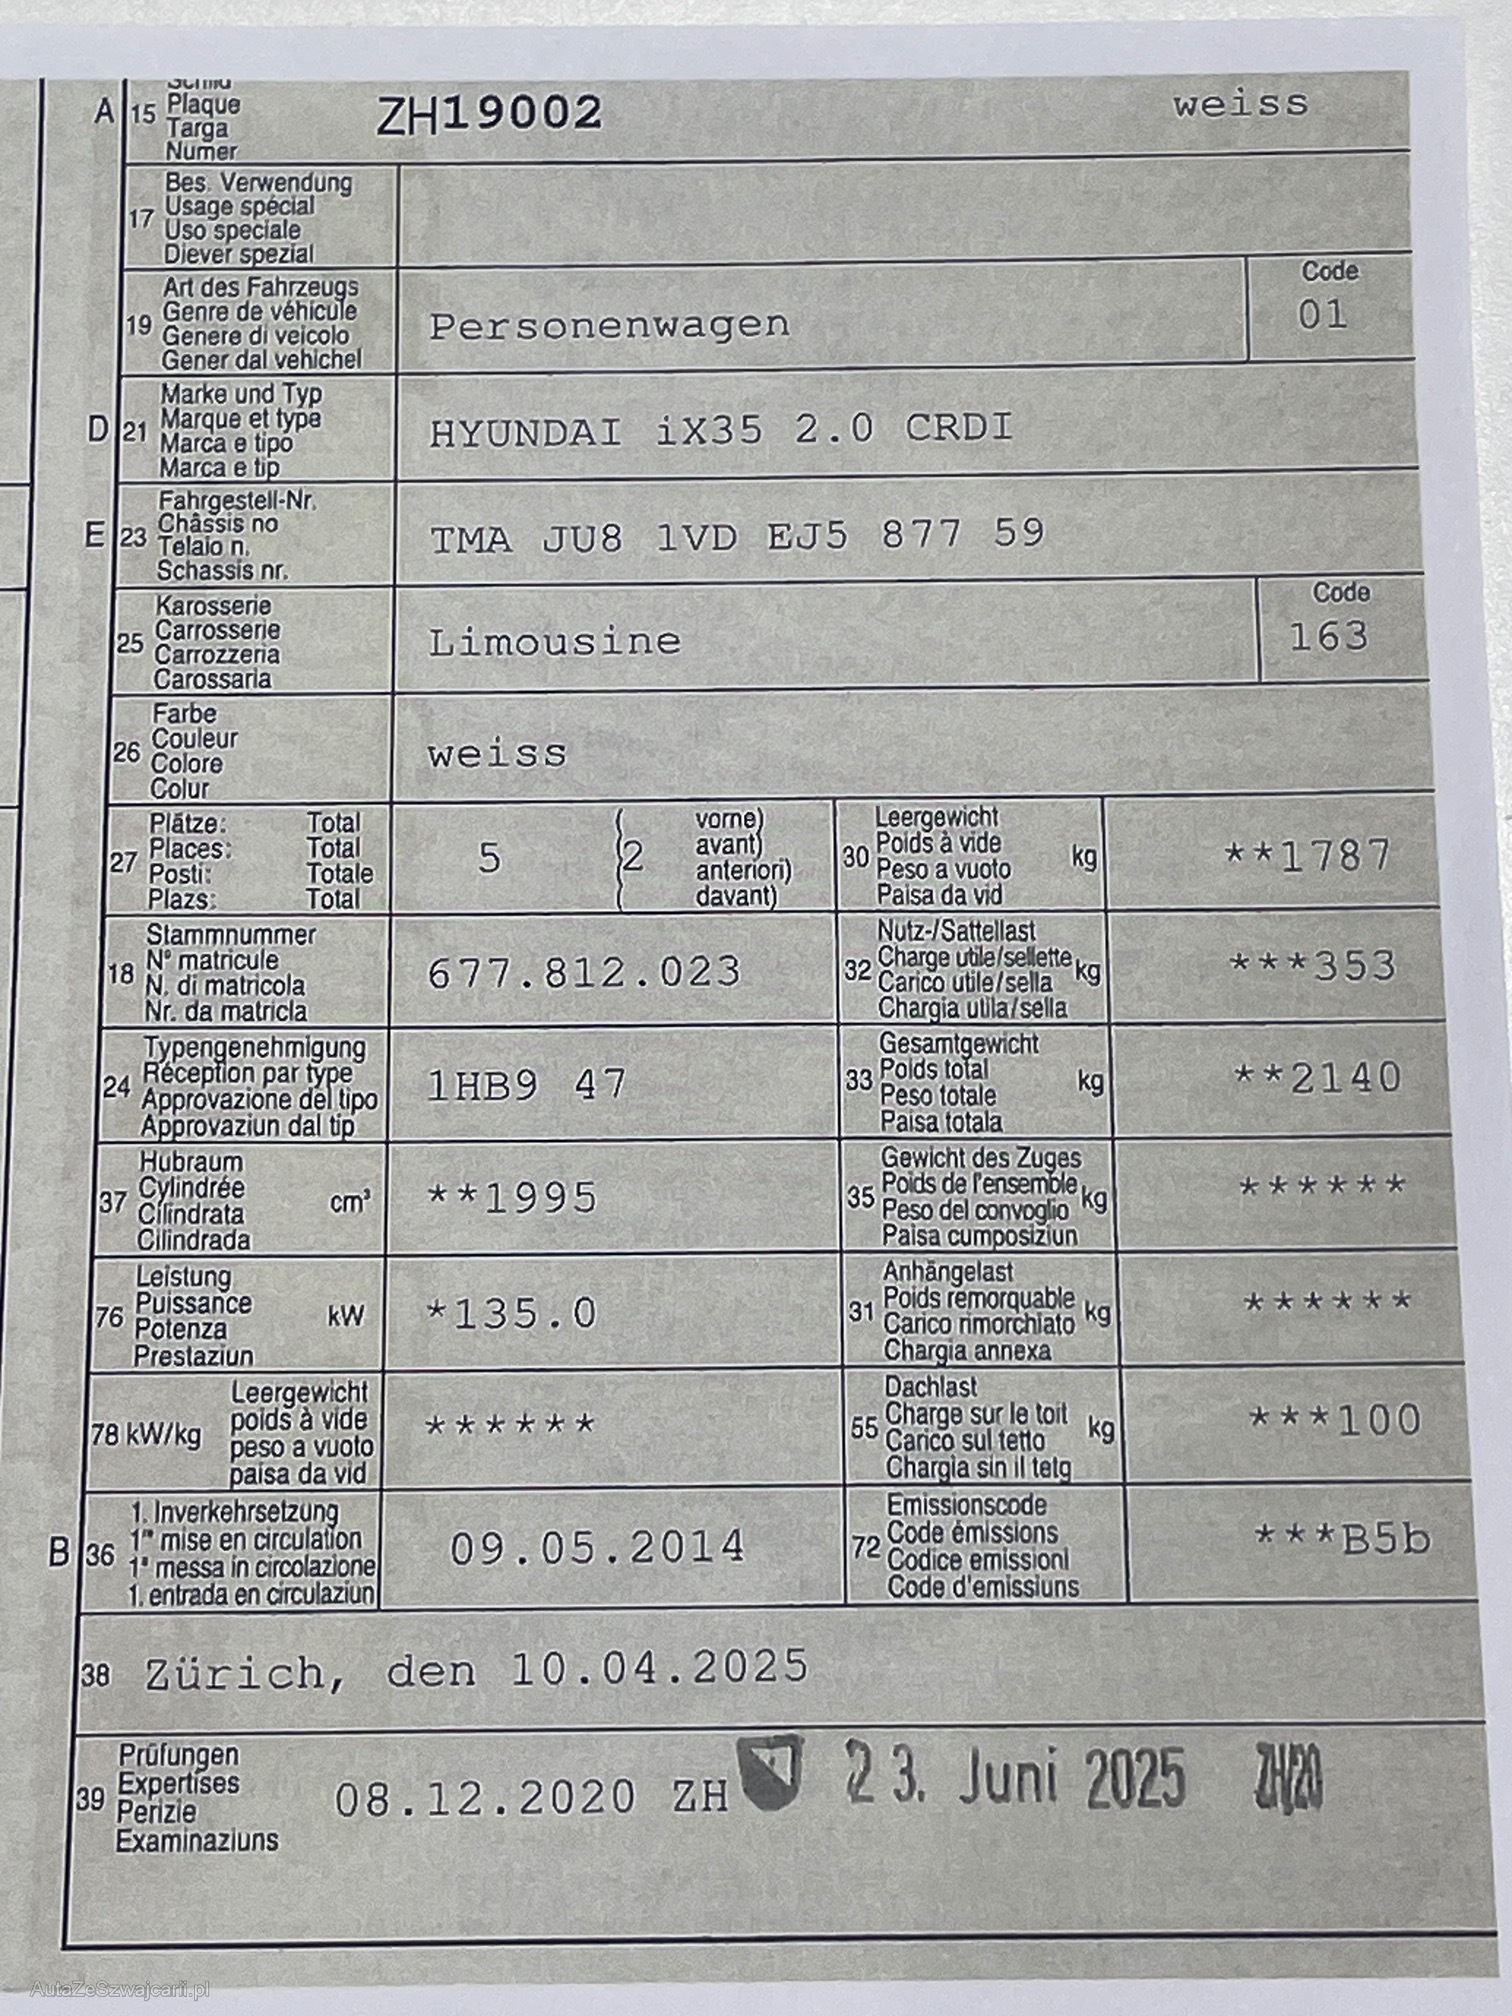 A 15 Schild
Plaque
Targa
Numer
ZH19002 weiss
17 Bes. Verwendung
Usage spécial
Uso speciale
Diever spezial
19 Art des Fahrzeugs
Genre de véhicule
Genere di veicolo
Gener dal vehichel
Personenwagen
Code
01
D 21 Marke und Typ
Marque et type
Marca e tipo
Marca e tip
HYUNDAI iX35 2.0 CRDI
E 23 Fahrgestell-Nr.
Châssis no
Telaio n.
Schassis nr.
TMA JU8 1VD EJ5 877 59
25 Karosserie
Carrosserie
Carrozzeria
Carossaria
Limousine
Code
163
26 Farbe
Couleur
Colore
Colur
weiss
27 Plätze: Total
Places: Total
Posti: Totale
Plazs: Total
5 (2 vorne)
avant)
anteriori)
davant)
30 Leergewicht
Poids à vide
Peso a vuoto
Paisa da vid
kg
**1787
18 Stammnummer
N° matricule
N. di matricola
Nr. da matricla
677.812.023
32 Nutz-/Sattellast
Charge utile/sellette
Carico utile/sella
Chargia utila/sella
kg
***353
24 Typengenehmigung
Réception par type
Approvazione del tipo
Approvaziun dal tip
1HB9 47
33 Gesamtgewicht
Poids total
Peso totale
Paisa totala
kg
**2140
37 Hubraum
Cylindrée
Cilindrata
Cilindrada
cm³
**1995
35 Gewicht des Zuges
Poids de l'ensemble
Peso del convoglio
Paisa cumposiziun
kg
******
76 Leistung
Puissance
Potenza
Prestaziun
kW
*135.0
31 Anhängelast
Poids remorquable
Carico rimorchiato
Chargia annexa
kg
******
78 kW/kg Leergewicht
poids à vide
peso a vuoto
paisa da vid
******
55 Dachlast
Charge sur le toit
Carico sul tetto
Chargia sin il tetg
kg
***100
B 36 1. Inverkehrsetzung
1re mise en circulation
1a messa in circolazione
1. entrada en circulaziun
09.05.2014
72 Emissionscode
Code émissions
Codice emissioni
Code d'emissiuns
***B5b
38 Zürich, den 10.04.2025
39 Prüfungen
Expertises
Perizie
Examinaziuns
08.12.2020 ZH 23. Juni 2025 ZH/20
AutaZeSzwajcarii.pl